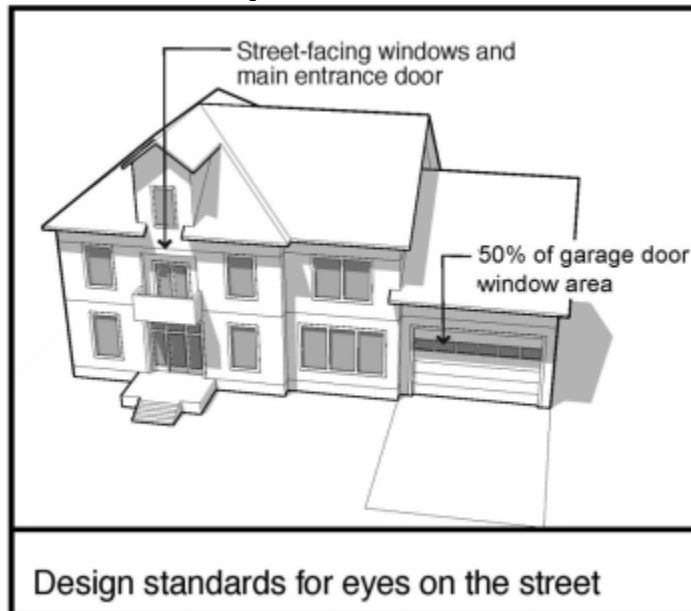 Street-facing windows and
main entrance door
50% of garage door
window area
Design standards for eyes on the street